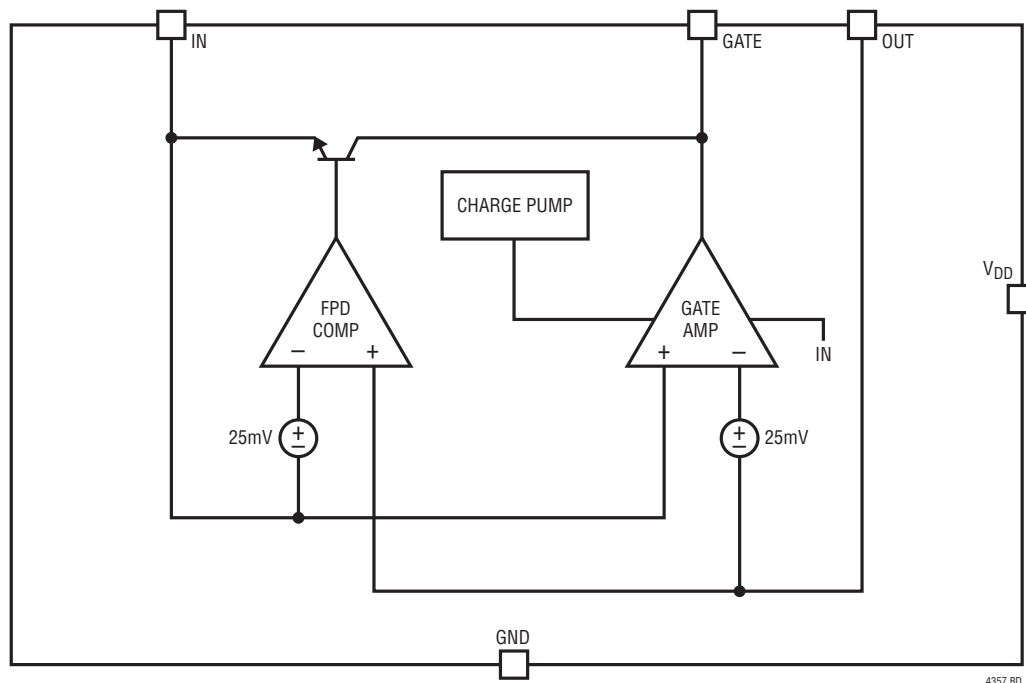 IN
GATE
OUT
CHARGE PUMP
V_DD
FPD
COMP
− +
GATE
AMP
+ −
IN
25mV
+
−
+
−
25mV
GND
4357 BD